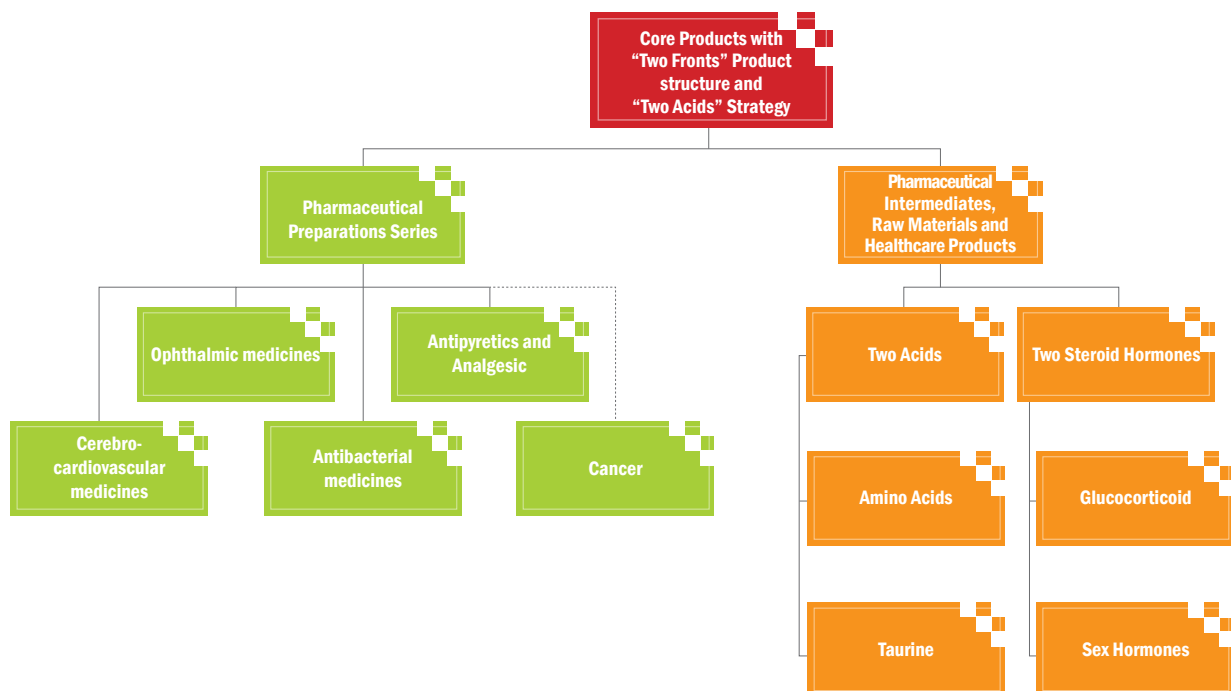 Core Products with
“Two Fronts” Product
structure and
“Two Acids” Strategy
Pharmaceutical
Preparations Series
Pharmaceutical
Intermediates,
Raw Materials and
Healthcare Products
Ophthalmic medicines
Antipyretics and
Analgesic
Two Acids
Two Steroid Hormones
Cerebro-
cardiovascular
medicines
Antibacterial
medicines
Cancer
Amino Acids
Glucocorticoid
Taurine
Sex Hormones